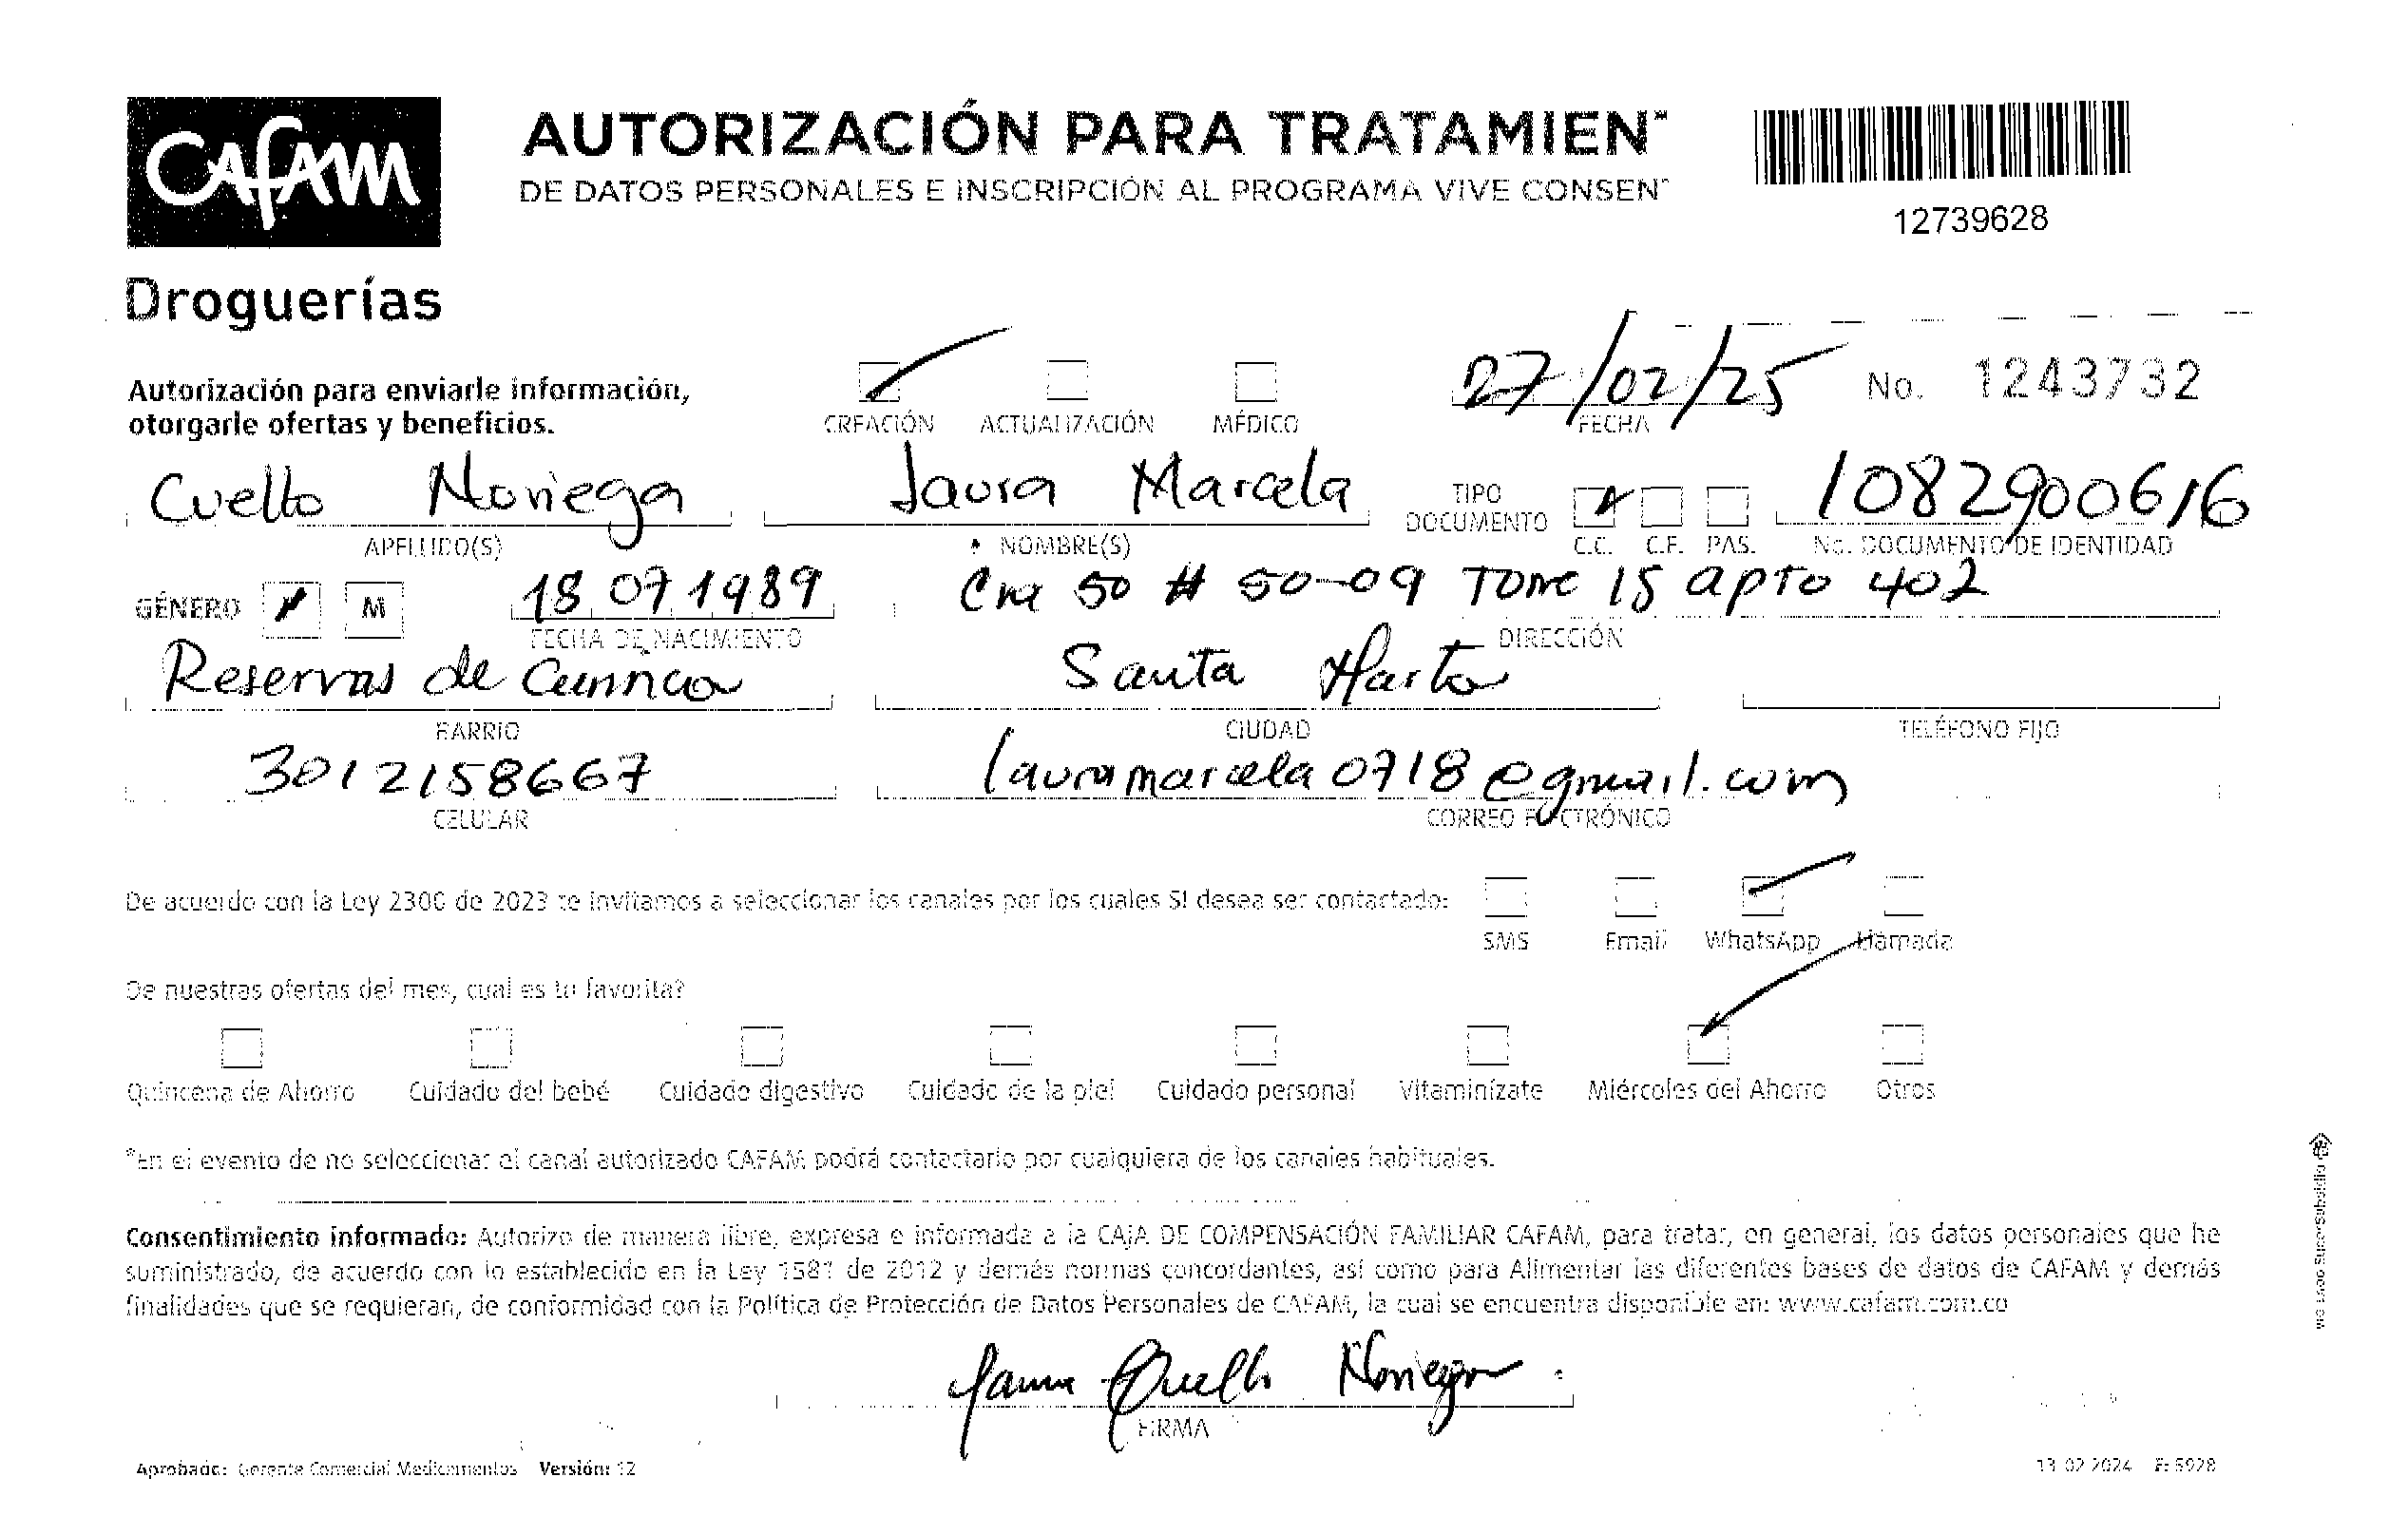 CAFAM
AUTORIZACIÓN PARA TRATAMIEN
DE DATOS PERSONALES E INSCRIPCIÓN AL PROGRAMA VIVE CONSEN
12739628
Droguerías
Autorización para enviarle información,
otorgarle ofertas y beneficios.
CREACIÓN ACTUALIZACIÓN MÉDICO
27/02/25
FECHA
No. 1243732
Cuello Noriega Laura Marcela 1082900616
APELLIDO(S) NOMBRE(S) TIPO DOCUMENTO C.C. C.E. PAS. No. DOCUMENTO DE IDENTIDAD
GÉNERO M 18 07 1989 Cra 50 # 50-09 Torre 15 apto 402
FECHA DE NACIMIENTO DIRECCIÓN
Reservas de Santa Marta
BARRIO CIUDAD TELÉFONO FIJO
3012158667 lauramarcela0718@gmail.com
CELULAR CORREO ELECTRÓNICO
De acuerdo con la Ley 2300 de 2023 te invitamos a seleccionar los canales por los cuales SI desea ser contactado:
SMS Email WhatsApp Llamada
De nuestras ofertas del mes, cual es tu favorita?
Quincena de Ahorro Cuidado del bebé Cuidado digestivo Cuidado de la piel Cuidado personal Vitaminízate Miércoles del Ahorro Otros
*En el evento de no seleccionar el canal autorizado CAFAM podrá contactarlo por cualquiera de los canales habituales.
Consentimiento informado: Autorizo de manera libre, expresa e informada a la CAJA DE COMPENSACIÓN FAMILIAR CAFAM, para tratar, en general, los datos personales que he
suministrado, de acuerdo con lo establecido en la Ley 1581 de 2012 y demás normas concordantes, así como para Alimentar las diferentes bases de datos de CAFAM y demás
finalidades que se requieran, de conformidad con la Política de Protección de Datos Personales de CAFAM, la cual se encuentra disponible en: www.cafam.com.co
Laura Cuello Noriega
FIRMA
Aprobado: Gerente Comercial Medicamentos Versión: 12
13 02 2024 F: 5928